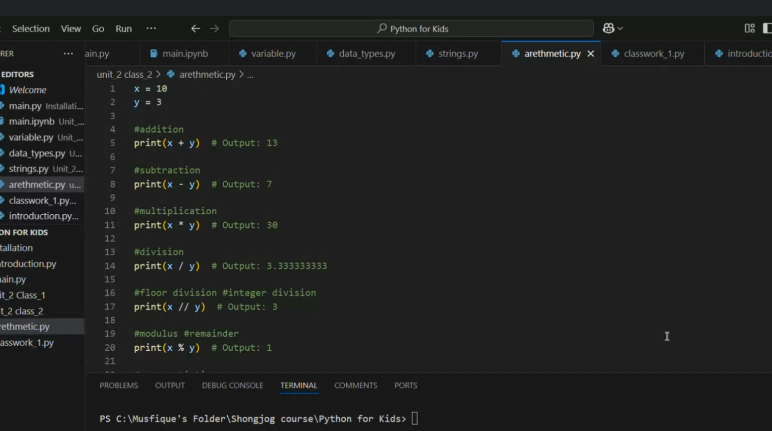 Selection View Go Run ... ← → Python for Kids
ain.py main.ipynb variable.py data_types.py strings.py arethmetic.py × classwork_1.py introductio
RER ...
EDITORS
Welcome
main.py Installati...
main.ipynb Unit_...
variable.py Unit_...
data_types.py U...
strings.py Unit_2...
arethmetic.py u...
classwork_1.py...
introduction.py...
ON FOR KIDS
tallation
troduction.py
ain.py
it_2 Class_1
t_2 class_2
rethmetic.py
asswork_1.py
unit_2 class_2 > arethmetic.py > ...
1 x = 10
2 y = 3
3
4 #addition
5 print(x + y) # Output: 13
6
7 #subtraction
8 print(x - y) # Output: 7
9
10 #multiplication
11 print(x * y) # Output: 30
12
13 #division
14 print(x / y) # Output: 3.333333333
15
16 #floor division #integer division
17 print(x // y) # Output: 3
18
19 #modulus #remainder
20 print(x % y) # Output: 1
21
PROBLEMS OUTPUT DEBUG CONSOLE TERMINAL COMMENTS PORTS
PS C:\Musfique's Folder\Shongjog course\Python for Kids>